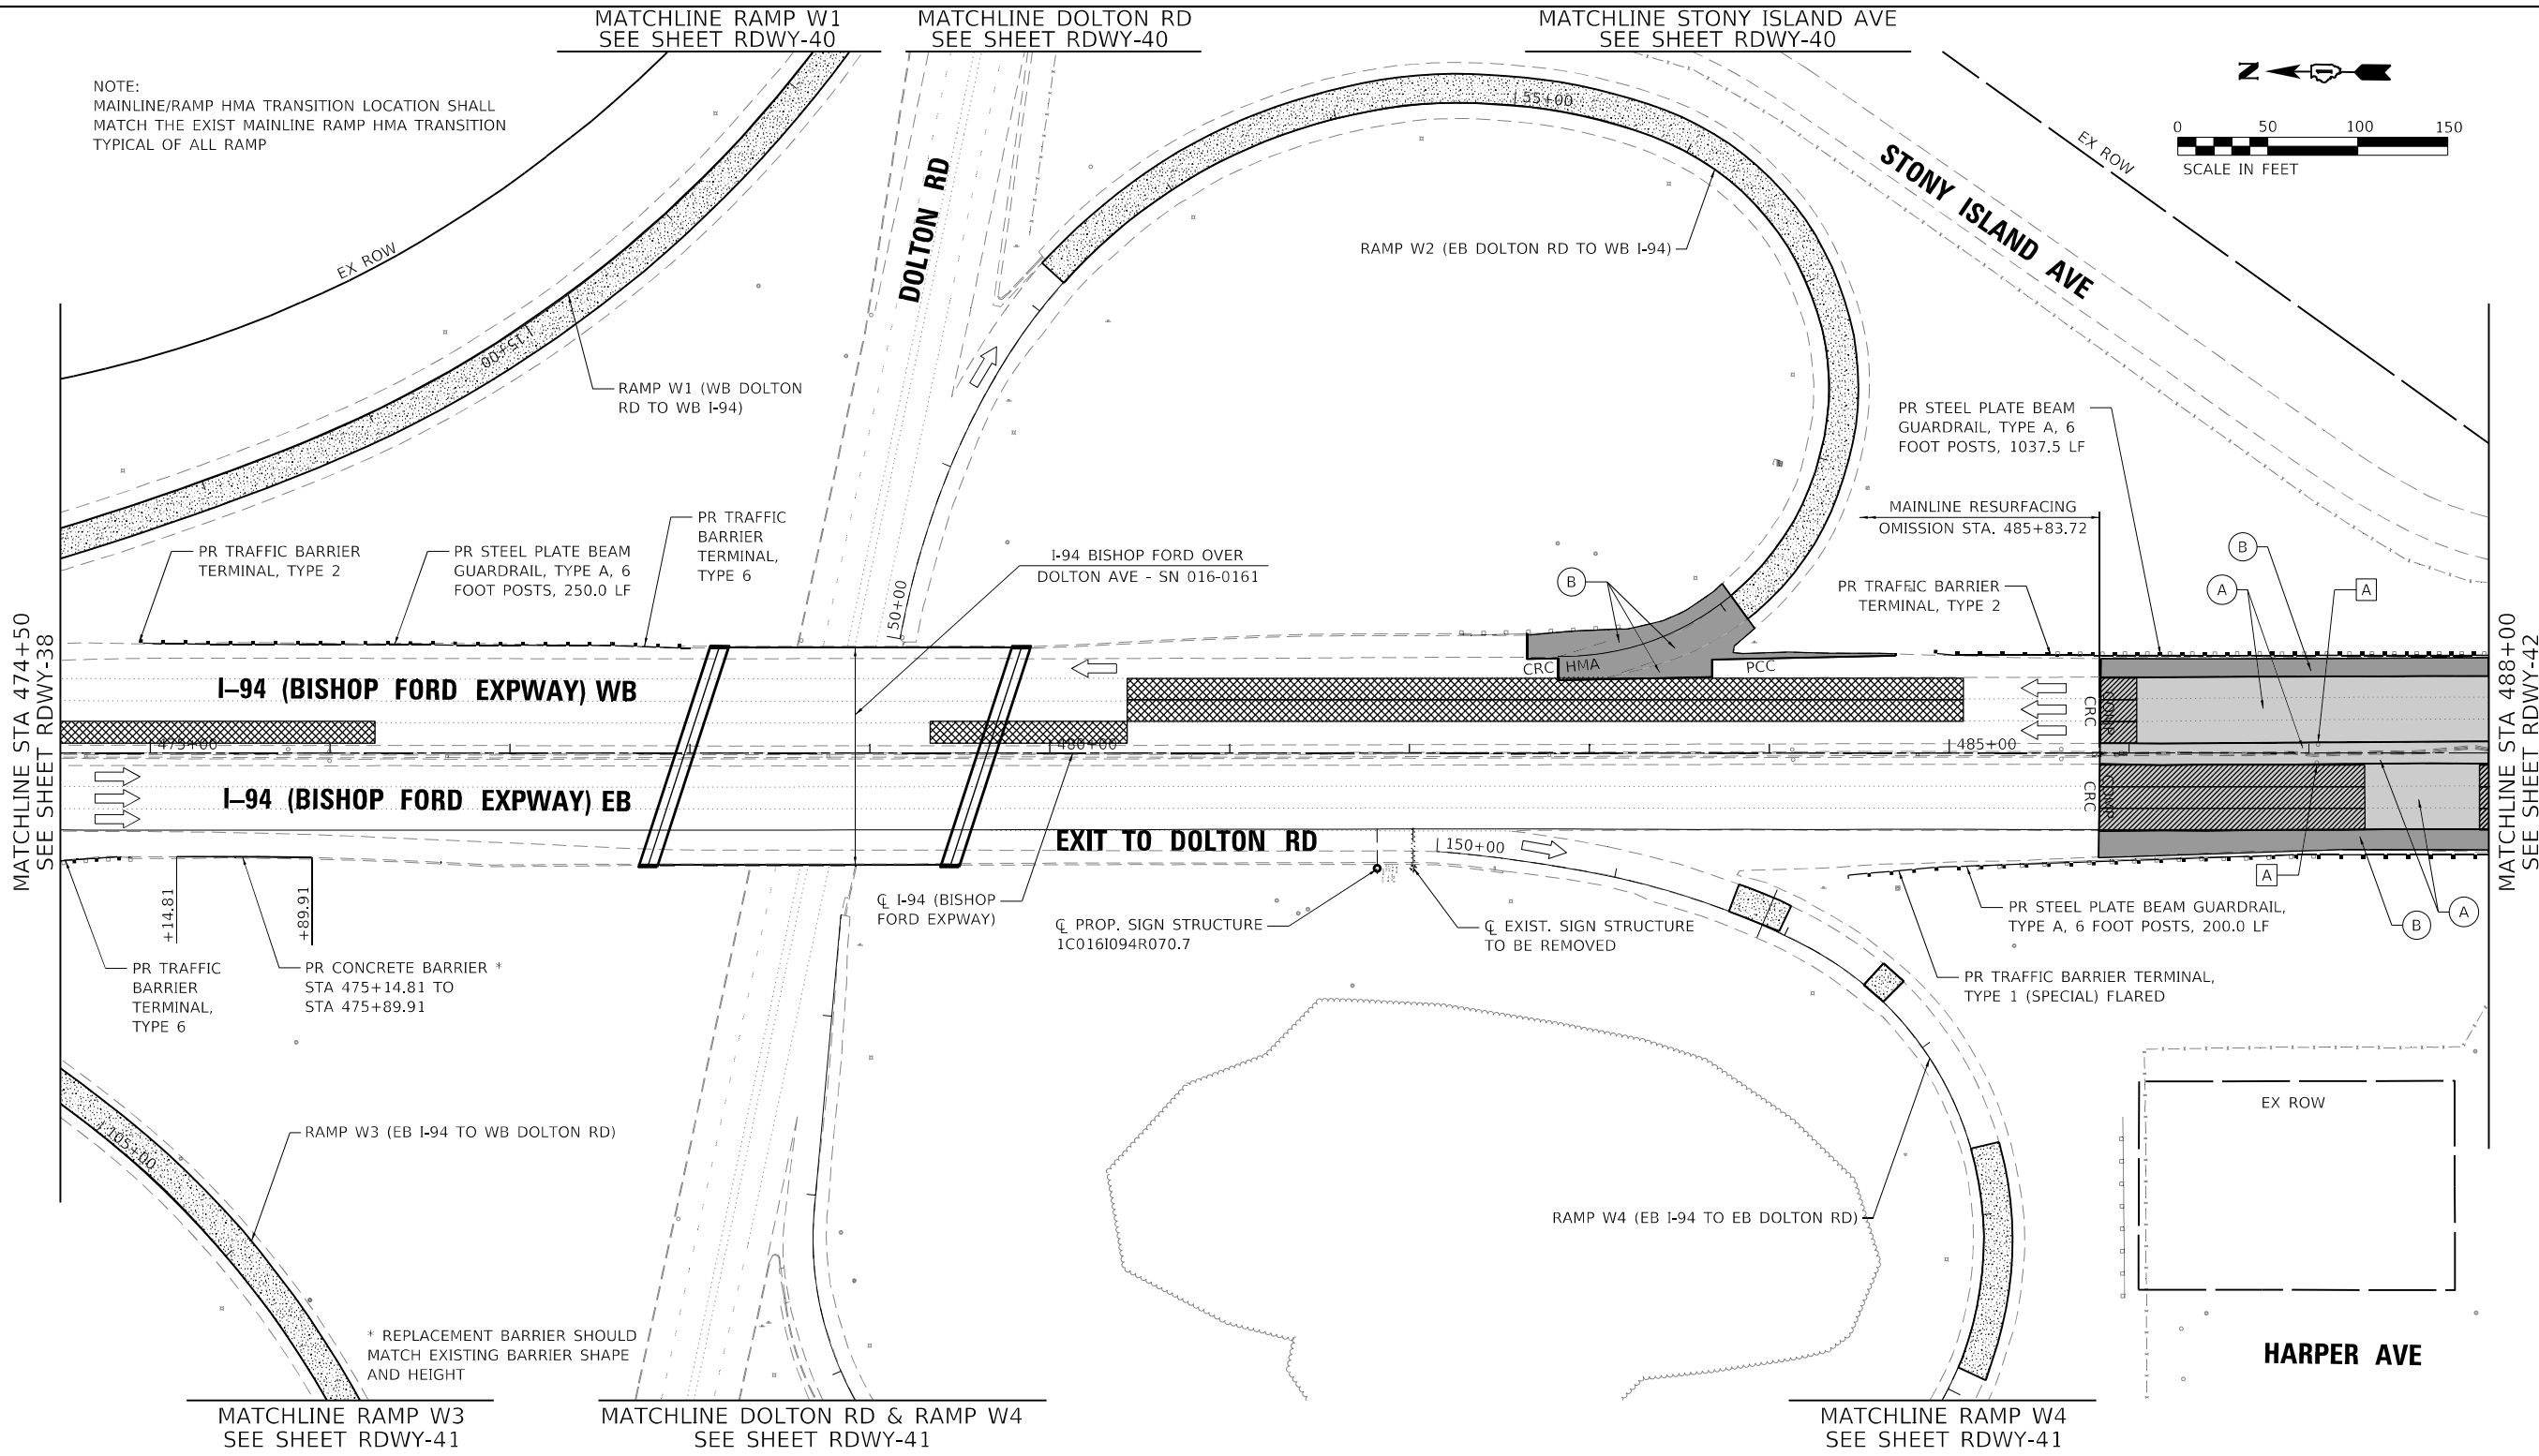 MATCHLINE RAMP W1
SEE SHEET RDWY-40
MATCHLINE DOLTON RD
SEE SHEET RDWY-40
MATCHLINE STONY ISLAND AVE
SEE SHEET RDWY-40
NOTE:
MAINLINE/RAMP HMA TRANSITION LOCATION SHALL
MATCH THE EXIST MAINLINE RAMP HMA TRANSITION
TYPICAL OF ALL RAMP
N
0 50 100 150
SCALE IN FEET
EX ROW
EX ROW
DOLTON RD
STONY ISLAND AVE
55+00
15+00
RAMP W2 (EB DOLTON RD TO WB I-94)
RAMP W1 (WB DOLTON
RD TO WB I-94)
PR STEEL PLATE BEAM
GUARDRAIL, TYPE A, 6
FOOT POSTS, 1037.5 LF
MAINLINE RESURFACING
OMISSION STA. 485+83.72
PR TRAFFIC BARRIER
TERMINAL, TYPE 2
PR STEEL PLATE BEAM
GUARDRAIL, TYPE A, 6
FOOT POSTS, 250.0 LF
PR TRAFFIC
BARRIER
TERMINAL,
TYPE 6
I-94 BISHOP FORD OVER
DOLTON AVE - SN 016-0161
50+00
B
PR TRAFFIC BARRIER
TERMINAL, TYPE 2
B
A
A
MATCHLINE STA 474+50
SEE SHEET RDWY-38
MATCHLINE STA 488+00
SEE SHEET RDWY-42
CRC
HMA
PCC
I-94 (BISHOP FORD EXPWAY) WB
475+00
480+00
485+00
CRC
COMP
CRC
COMP
I-94 (BISHOP FORD EXPWAY) EB
EXIT TO DOLTON RD
150+00
+14.81
+89.91
℄ I-94 (BISHOP
FORD EXPWAY)
℄ PROP. SIGN STRUCTURE
1C016I094R070.7
℄ EXIST. SIGN STRUCTURE
TO BE REMOVED
A
PR STEEL PLATE BEAM GUARDRAIL,
TYPE A, 6 FOOT POSTS, 200.0 LF
B
A
PR TRAFFIC
BARRIER
TERMINAL,
TYPE 6
PR CONCRETE BARRIER *
STA 475+14.81 TO
STA 475+89.91
PR TRAFFIC BARRIER TERMINAL,
TYPE 1 (SPECIAL) FLARED
EX ROW
RAMP W3 (EB I-94 TO WB DOLTON RD)
105+00
RAMP W4 (EB I-94 TO EB DOLTON RD)
* REPLACEMENT BARRIER SHOULD
MATCH EXISTING BARRIER SHAPE
AND HEIGHT
HARPER AVE
MATCHLINE RAMP W3
SEE SHEET RDWY-41
MATCHLINE DOLTON RD & RAMP W4
SEE SHEET RDWY-41
MATCHLINE RAMP W4
SEE SHEET RDWY-41